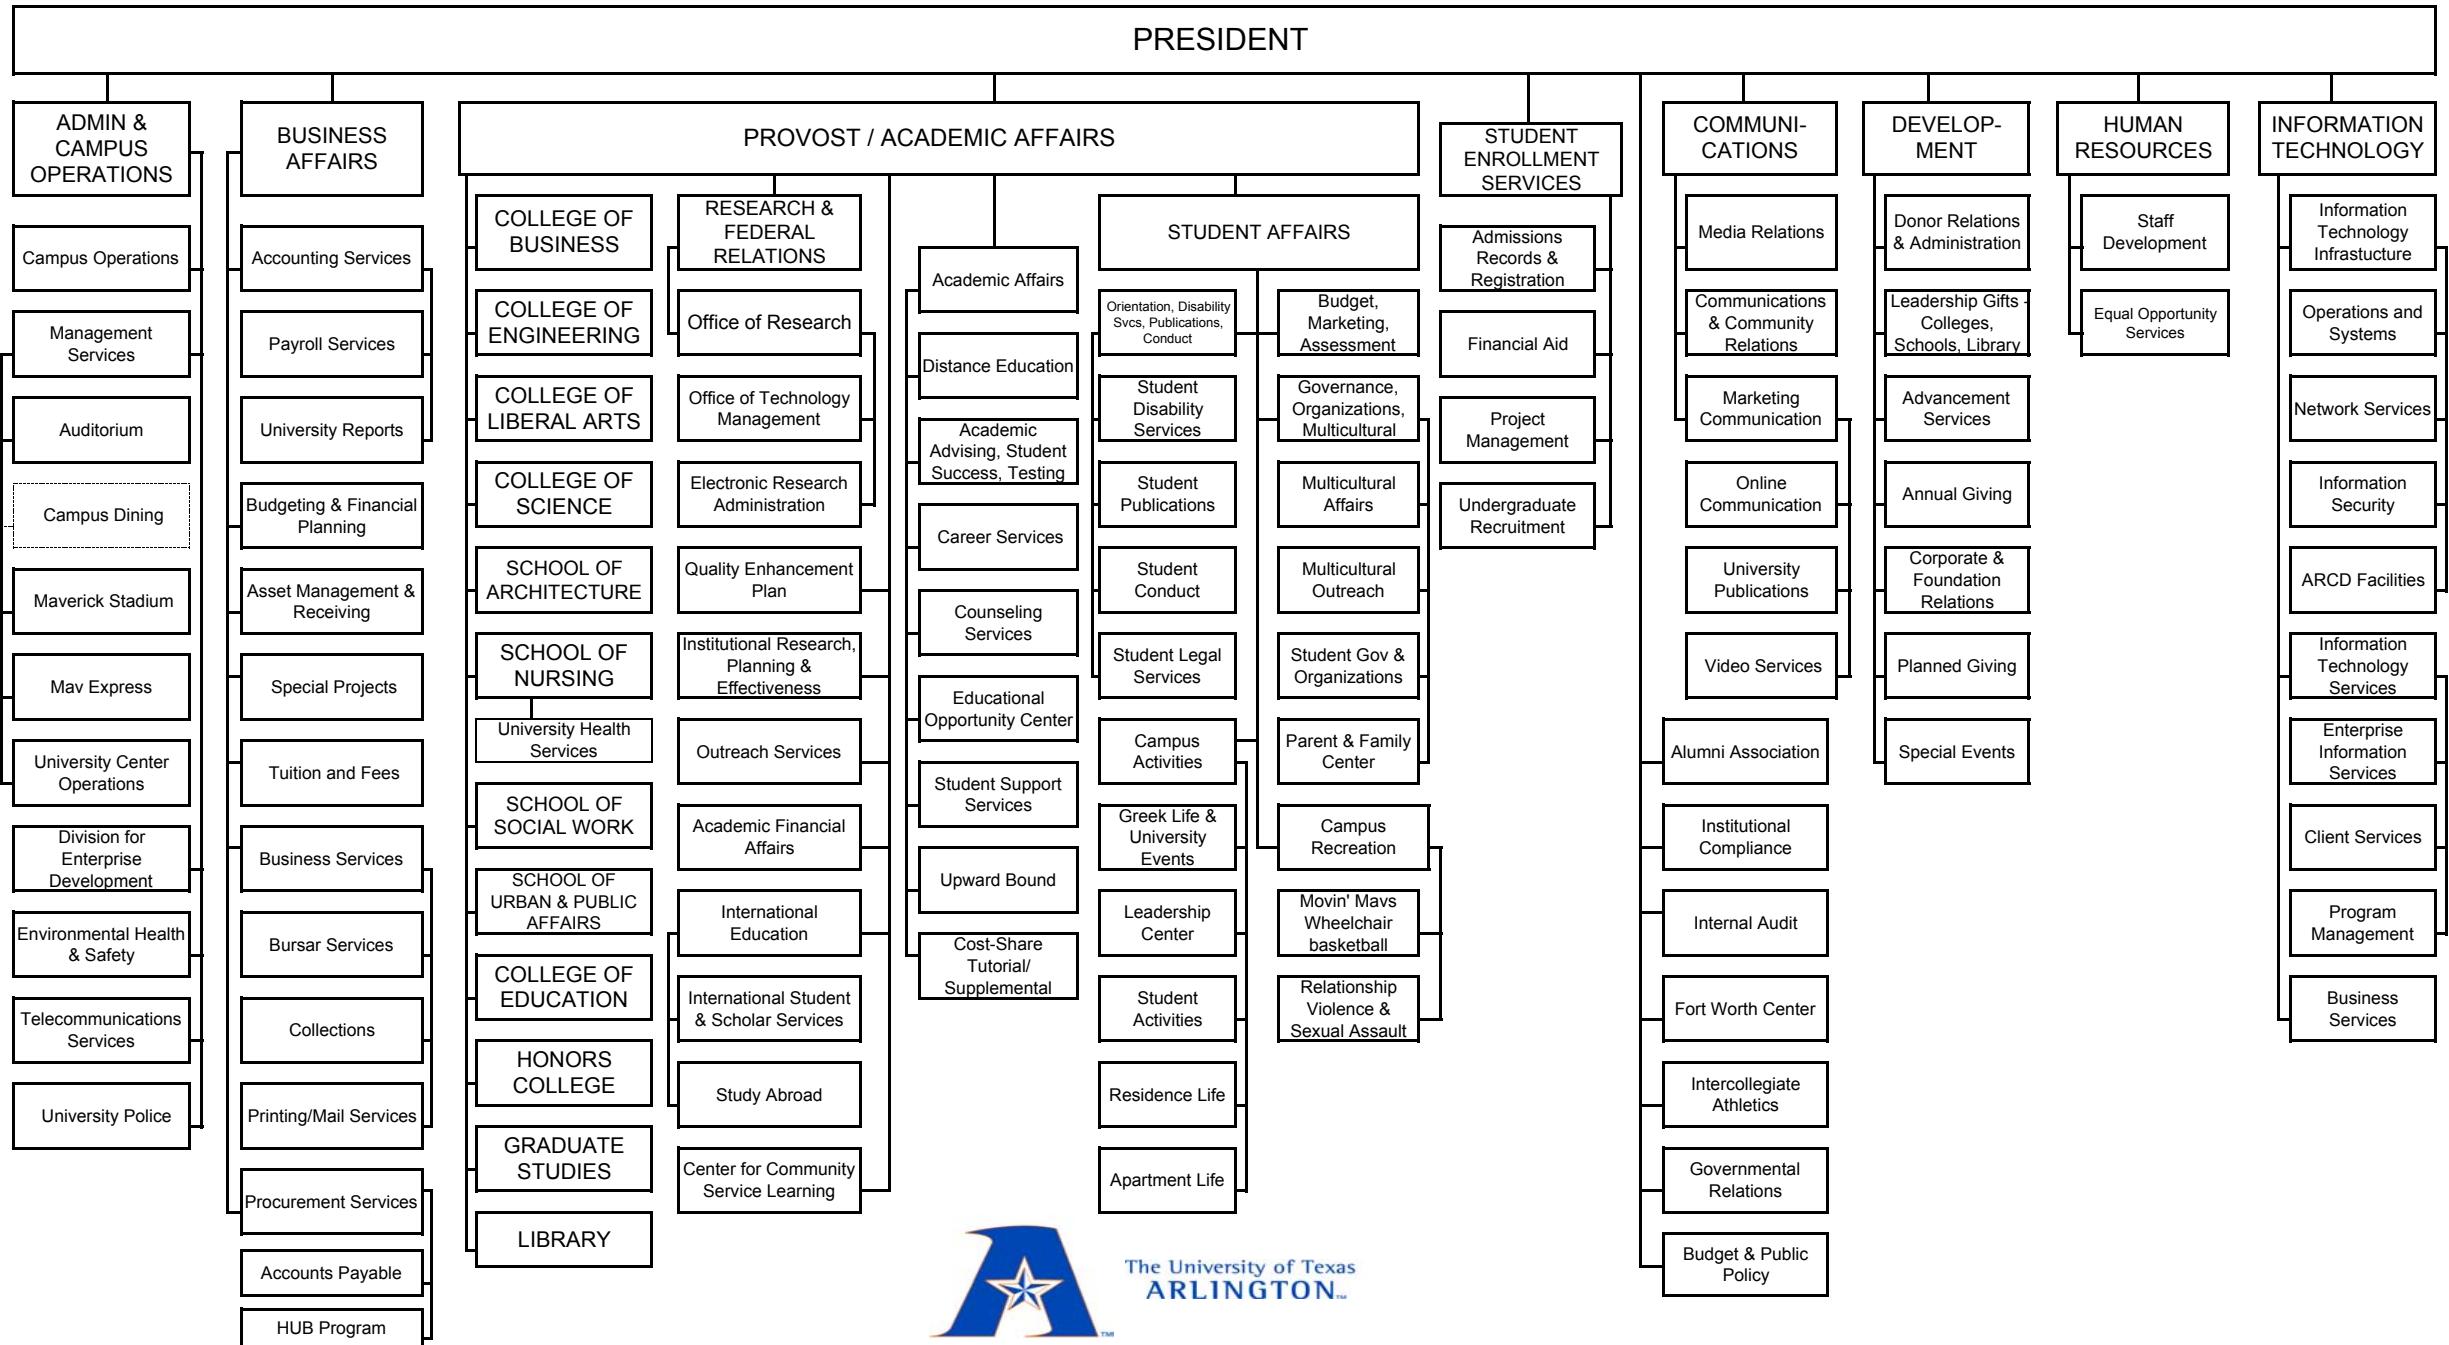 PRESIDENT
ADMIN &
CAMPUS
OPERATIONS
Campus Operations
Management
Services
Auditorium
Campus Dining
Maverick Stadium
Mav Express
University Center
Operations
Division for
Enterprise
Development
Environmental Health
& Safety
Telecommunications
Services
University Police
BUSINESS
AFFAIRS
Accounting Services
Payroll Services
University Reports
Budgeting & Financial
Planning
Asset Management &
Receiving
Special Projects
Tuition and Fees
Business Services
Bursar Services
Collections
Printing/Mail Services
Procurement Services
Accounts Payable
HUB Program
PROVOST / ACADEMIC AFFAIRS
COLLEGE OF
BUSINESS
COLLEGE OF
ENGINEERING
COLLEGE OF
LIBERAL ARTS
COLLEGE OF
SCIENCE
SCHOOL OF
ARCHITECTURE
SCHOOL OF
NURSING
University Health
Services
SCHOOL OF
SOCIAL WORK
SCHOOL OF
URBAN & PUBLIC
AFFAIRS
COLLEGE OF
EDUCATION
HONORS
COLLEGE
GRADUATE
STUDIES
LIBRARY
RESEARCH &
FEDERAL
RELATIONS
Office of Research
Office of Technology
Management
Electronic Research
Administration
Quality Enhancement
Plan
Institutional Research,
Planning &
Effectiveness
Outreach Services
Academic Financial
Affairs
International
Education
International Student
& Scholar Services
Study Abroad
Center for Community
Service Learning
Academic Affairs
Distance Education
Academic
Advising, Student
Success, Testing
Career Services
Counseling
Services
Educational
Opportunity Center
Student Support
Services
Upward Bound
Cost-Share
Tutorial/
Supplemental
STUDENT AFFAIRS
Orientation, Disability
Svcs, Publications,
Conduct
Student
Disability
Services
Student
Publications
Student
Conduct
Student Legal
Services
Campus
Activities
Greek Life &
University
Events
Leadership
Center
Student
Activities
Residence Life
Apartment Life
Budget,
Marketing,
Assessment
Governance,
Organizations,
Multicultural
Multicultural
Affairs
Multicultural
Outreach
Student Gov &
Organizations
Parent & Family
Center
Campus
Recreation
Movin' Mavs
Wheelchair
basketball
Relationship
Violence &
Sexual Assault
STUDENT
ENROLLMENT
SERVICES
Admissions
Records &
Registration
Financial Aid
Project
Management
Undergraduate
Recruitment
COMMUNI-
CATIONS
Media Relations
Communications
& Community
Relations
Marketing
Communication
Online
Communication
University
Publications
Video Services
Alumni Association
Institutional
Compliance
Internal Audit
Fort Worth Center
Intercollegiate
Athletics
Governmental
Relations
Budget & Public
Policy
DEVELOP-
MENT
Donor Relations
& Administration
Leadership Gifts -
Colleges,
Schools, Library
Advancement
Services
Annual Giving
Corporate &
Foundation
Relations
Planned Giving
Special Events
HUMAN
RESOURCES
Staff
Development
Equal Opportunity
Services
INFORMATION
TECHNOLOGY
Information
Technology
Infrastucture
Operations and
Systems
Network Services
Information
Security
ARCD Facilities
Information
Technology
Services
Enterprise
Information
Services
Client Services
Program
Management
Business
Services
The University of Texas
ARLINGTON™
TM